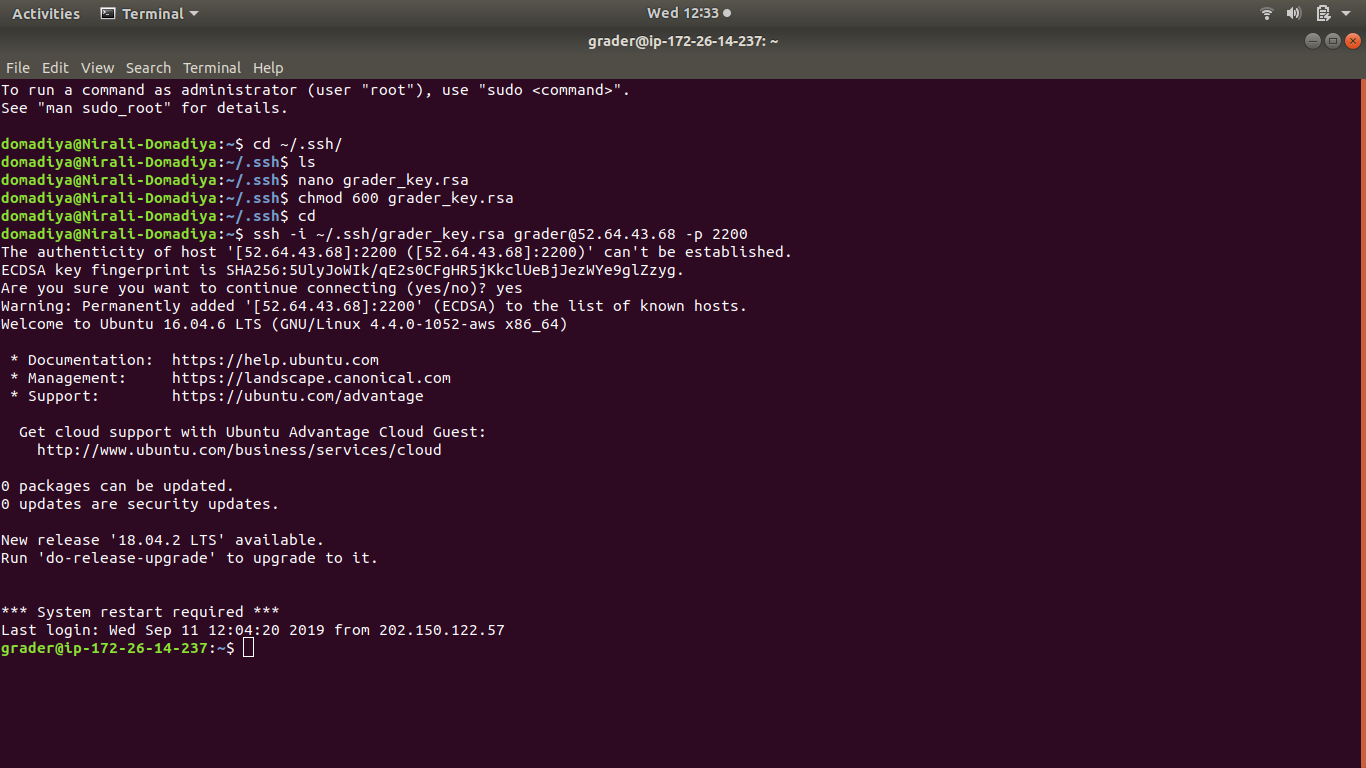 Activities Terminal Wed 12:33
grader@ip-172-26-14-237: ~
File Edit View Search Terminal Help
To run a command as administrator (user "root"), use "sudo <command>".
See "man sudo_root" for details.
domadiya@Nirali-Domadiya:~$ cd ~/.ssh/
domadiya@Nirali-Domadiya:~/.ssh$ ls
domadiya@Nirali-Domadiya:~/.ssh$ nano grader_key.rsa
domadiya@Nirali-Domadiya:~/.ssh$ chmod 600 grader_key.rsa
domadiya@Nirali-Domadiya:~/.ssh$ cd
domadiya@Nirali-Domadiya:~$ ssh -i ~/.ssh/grader_key.rsa grader@52.64.43.68 -p 2200
The authenticity of host '[52.64.43.68]:2200 ([52.64.43.68]:2200)' can't be established.
ECDSA key fingerprint is SHA256:5UlyJoWIk/qE2s0CFgHR5jKkclUeBjJezWYe9glZzyg.
Are you sure you want to continue connecting (yes/no)? yes
Warning: Permanently added '[52.64.43.68]:2200' (ECDSA) to the list of known hosts.
Welcome to Ubuntu 16.04.6 LTS (GNU/Linux 4.4.0-1052-aws x86_64)
* Documentation:  https://help.ubuntu.com
* Management:     https://landscape.canonical.com
* Support:        https://ubuntu.com/advantage
Get cloud support with Ubuntu Advantage Cloud Guest:
http://www.ubuntu.com/business/services/cloud
0 packages can be updated.
0 updates are security updates.
New release '18.04.2 LTS' available.
Run 'do-release-upgrade' to upgrade to it.
*** System restart required ***
Last login: Wed Sep 11 12:04:20 2019 from 202.150.122.57
grader@ip-172-26-14-237:~$